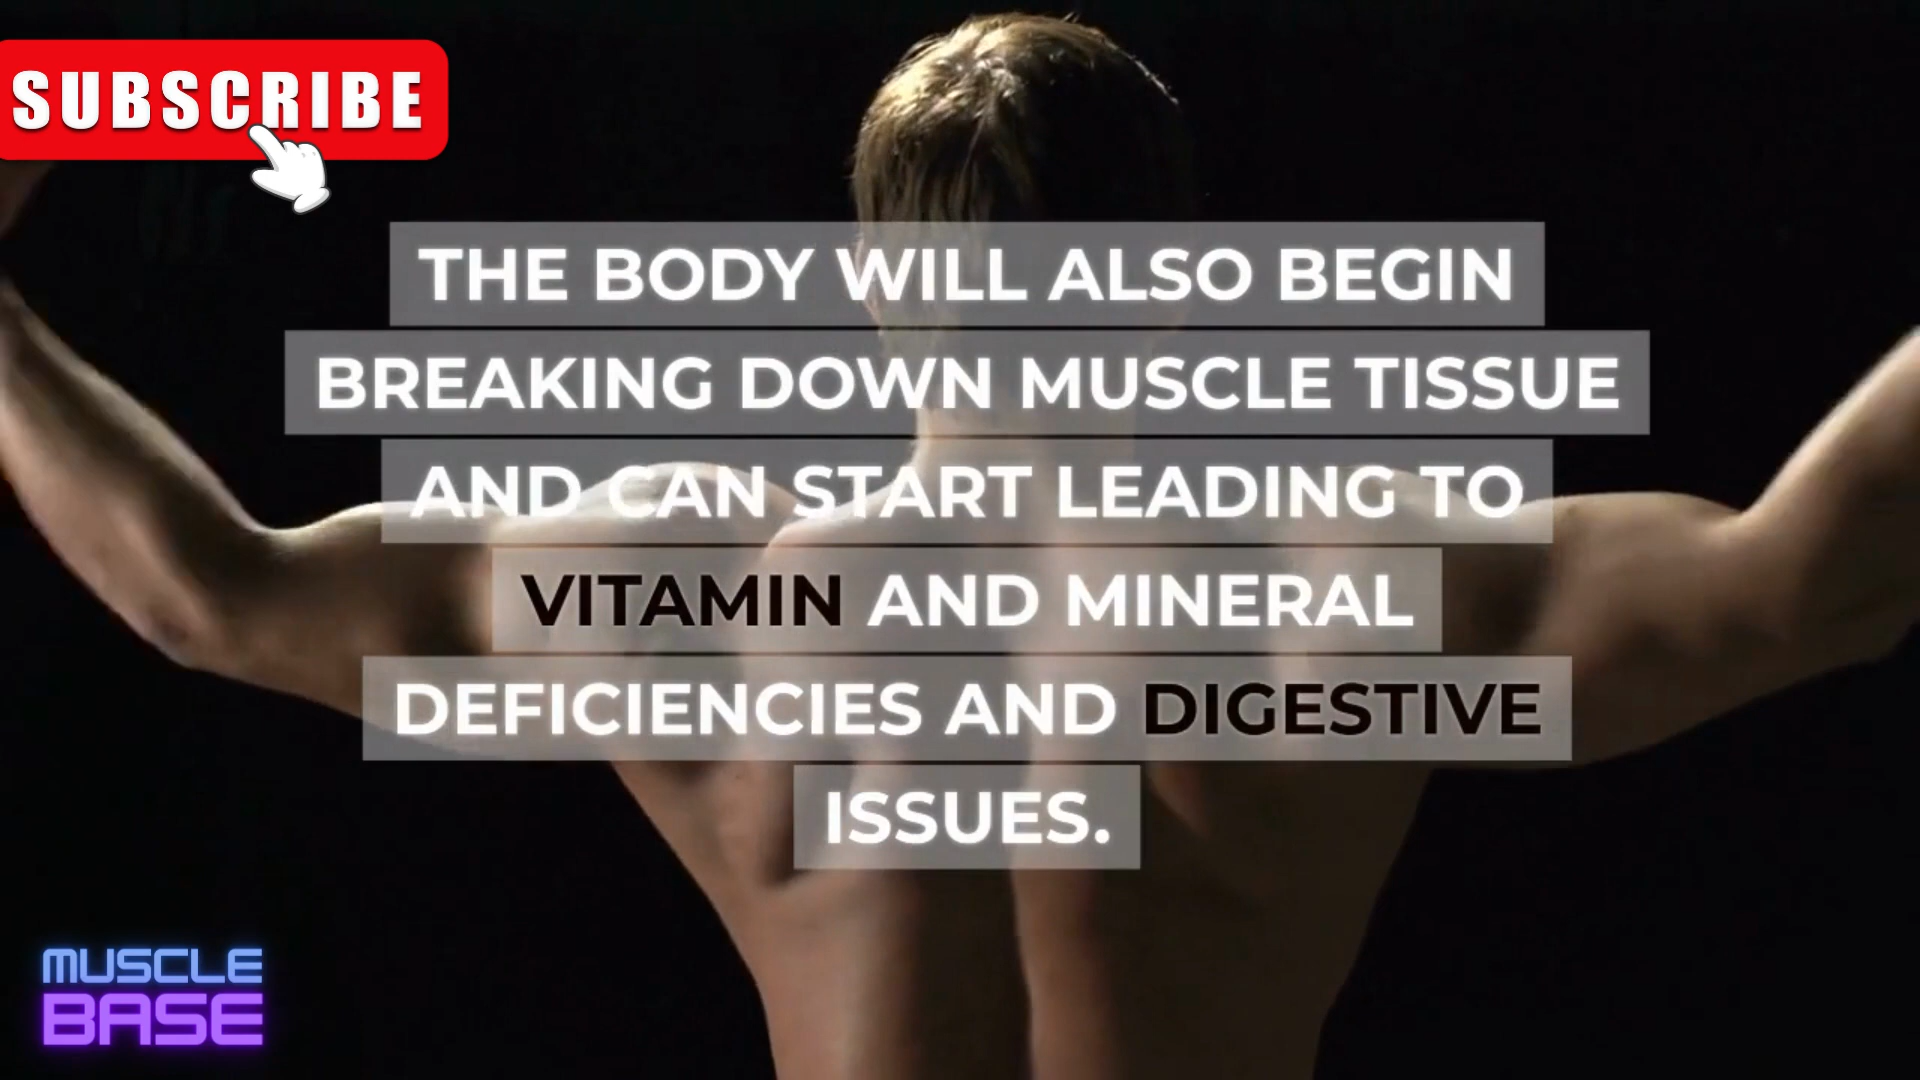 SUBSCRIBE
THE BODY WILL ALSO BEGIN
BREAKING DOWN MUSCLE TISSUE
AND CAN START LEADING TO
VITAMIN AND MINERAL
DEFICIENCIES AND DIGESTIVE
ISSUES.
MUSCLE
BASE